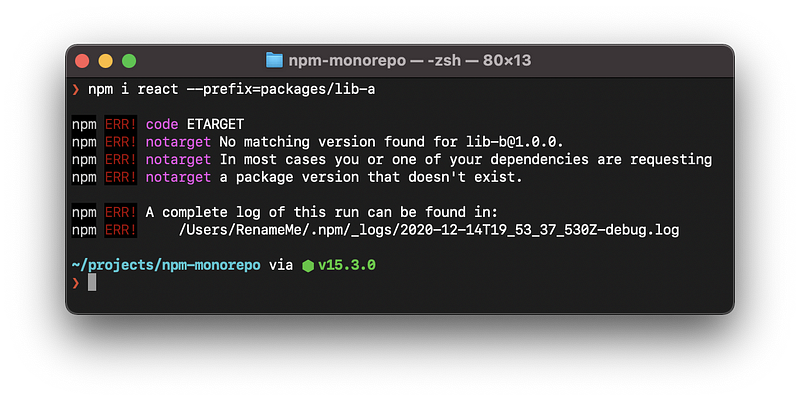 npm-monorepo — -zsh — 80×13
❯ npm i react --prefix=packages/lib-a
npm ERR! code ETARGET
npm ERR! notarget No matching version found for lib-b@1.0.0.
npm ERR! notarget In most cases you or one of your dependencies are requesting
npm ERR! notarget a package version that doesn't exist.
npm ERR! A complete log of this run can be found in:
npm ERR!     /Users/RenameMe/.npm/_logs/2020-12-14T19_53_37_530Z-debug.log
~/projects/npm-monorepo via ⬢ v15.3.0
❯